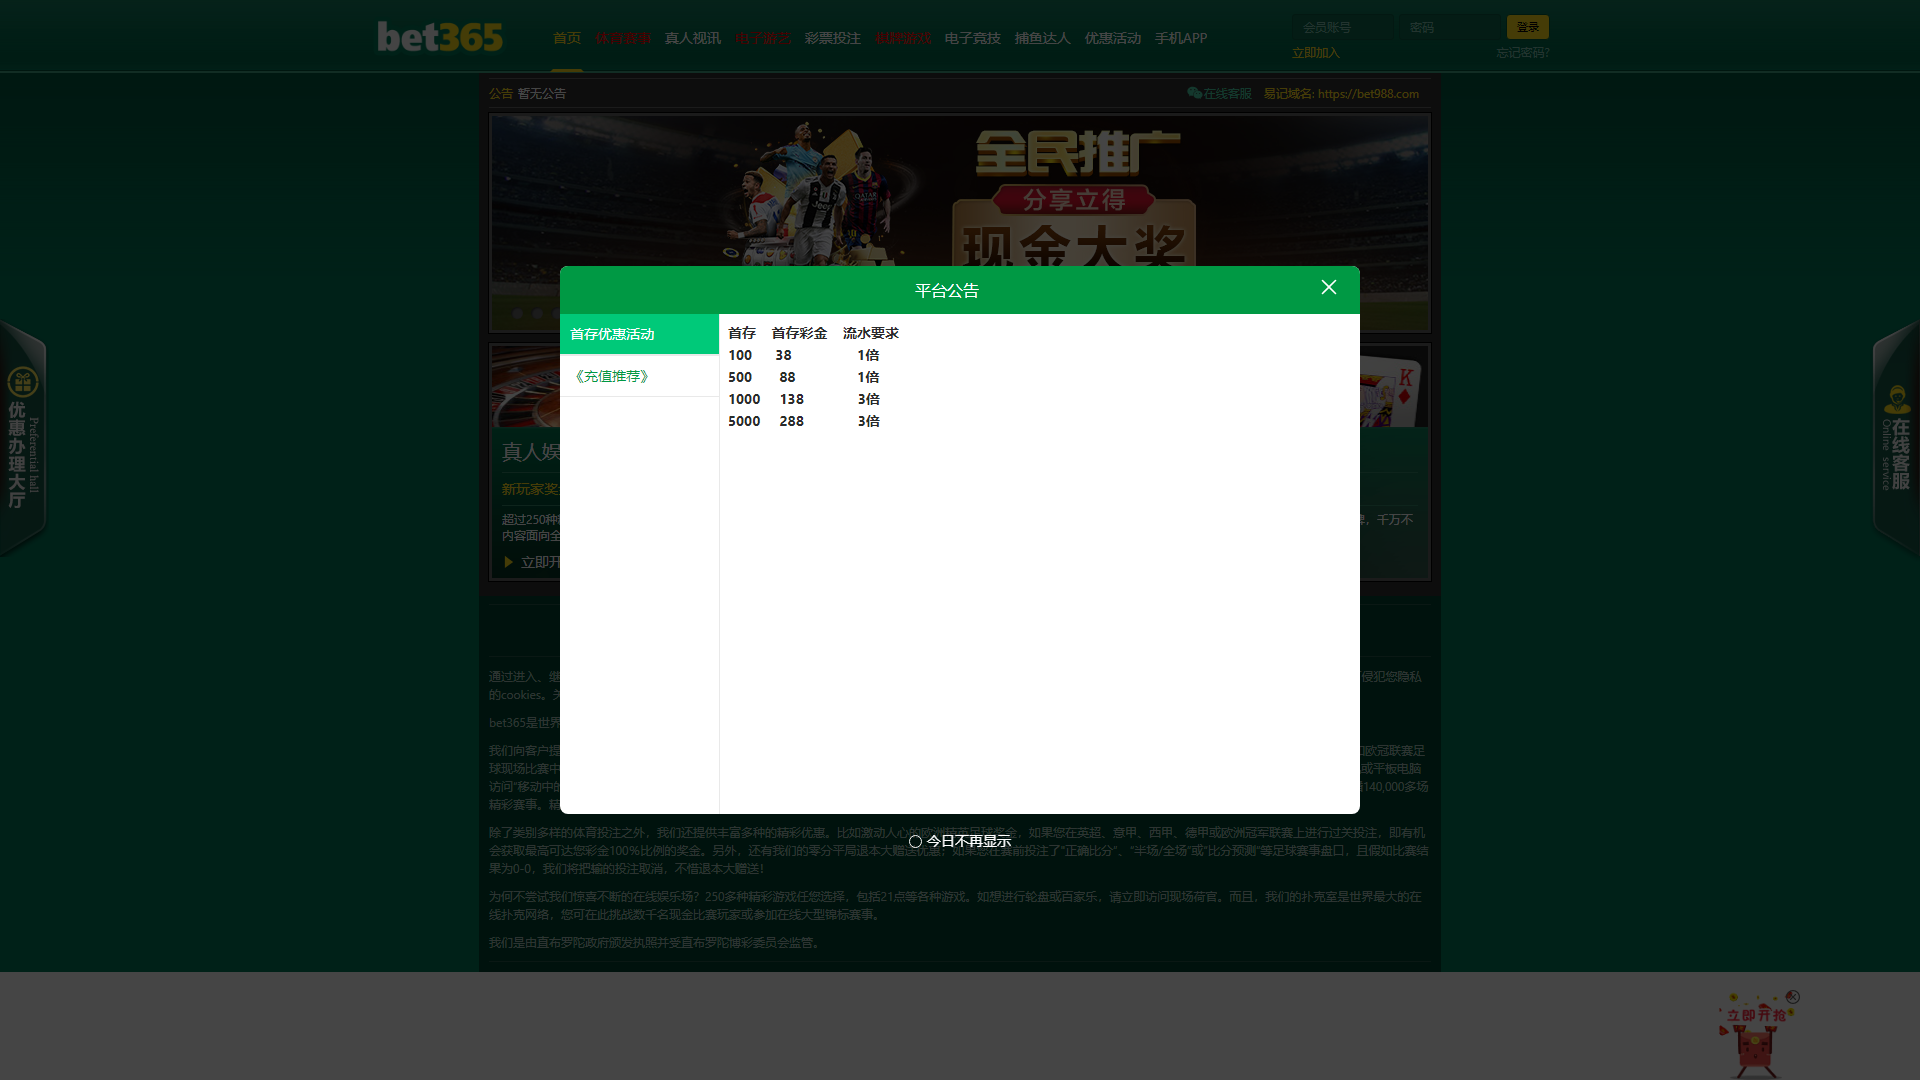 bet365
首页
真人视讯
彩票投注
电子竞技
捕鱼达人
优惠活动
手机APP
会员账号
密码
登录
立即加入
忘记密码?
公告 暂无公告
在线客服
易记域名: https://bet988.com
全民推广
分享立得
现金大奖
平台公告
首存优惠活动
《充值推荐》
首存 首存彩金 流水要求
100 38 1倍
500 88 1倍
1000 138 3倍
5000 288 3倍
今日不再显示
优惠办理大厅
Preferential hall
在线客服
Online service
K
真人娱
新玩家奖
超过250种
，千万不
内容面向全
立即开
通过进入、继
侵犯您隐私
的cookies。关
bet365是世界
我们向客户提
欧冠联赛足
球现场比赛中
或平板电脑
访问"移动中的
140,000多场
精彩赛事。精
除了类别多样的体育投注之外，我们还提供丰富多种的精彩优惠。比如激动人心的欧洲精英足球奖金，如果您在英超、意甲、西甲、德甲或欧洲冠军联赛上进行过关投注，即有机
会获取最高可达您彩金100%比例的奖金。另外，还有我们的零分平局退本大赠送优惠，如果您在赛前投注了"正确比分"、"半场/全场"或"比分预测"等足球赛事盘口，且假如比赛结
果为0-0，我们将把输的投注取消，不惜退本大赠送！
为何不尝试我们惊喜不断的在线娱乐场？250多种精彩游戏任您选择，包括21点等各种游戏。如想进行轮盘或百家乐，请立即访问现场荷官。而且，我们的扑克室是世界最大的在
线扑克网络，您可在此挑战数千名现金比赛玩家或参加在线大型锦标赛事。
我们是由直布罗陀政府颁发执照并受直布罗陀博彩委员会监管。
立即开抢